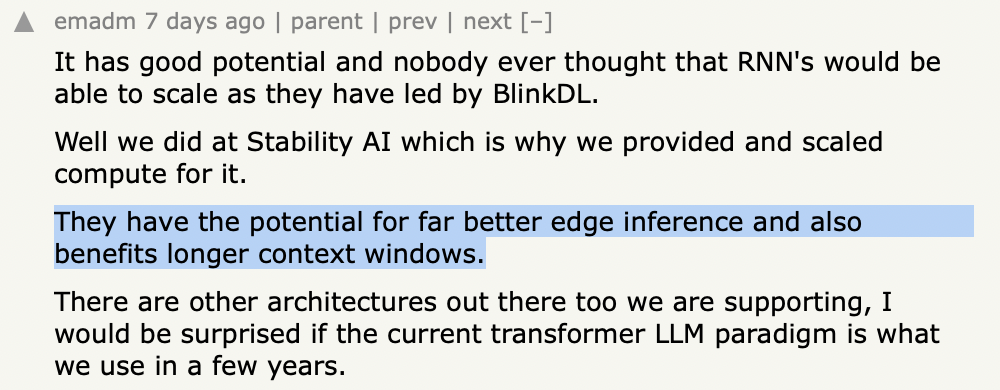 ▲ emadm 7 days ago | parent | prev | next [–]
It has good potential and nobody ever thought that RNN's would be
able to scale as they have led by BlinkDL.
Well we did at Stability AI which is why we provided and scaled
compute for it.
They have the potential for far better edge inference and also
benefits longer context windows.
There are other architectures out there too we are supporting, I
would be surprised if the current transformer LLM paradigm is what
we use in a few years.